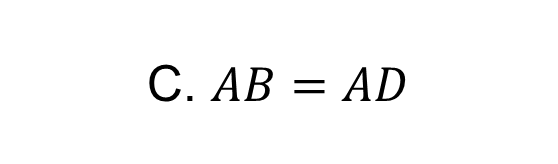 C. AB = AD